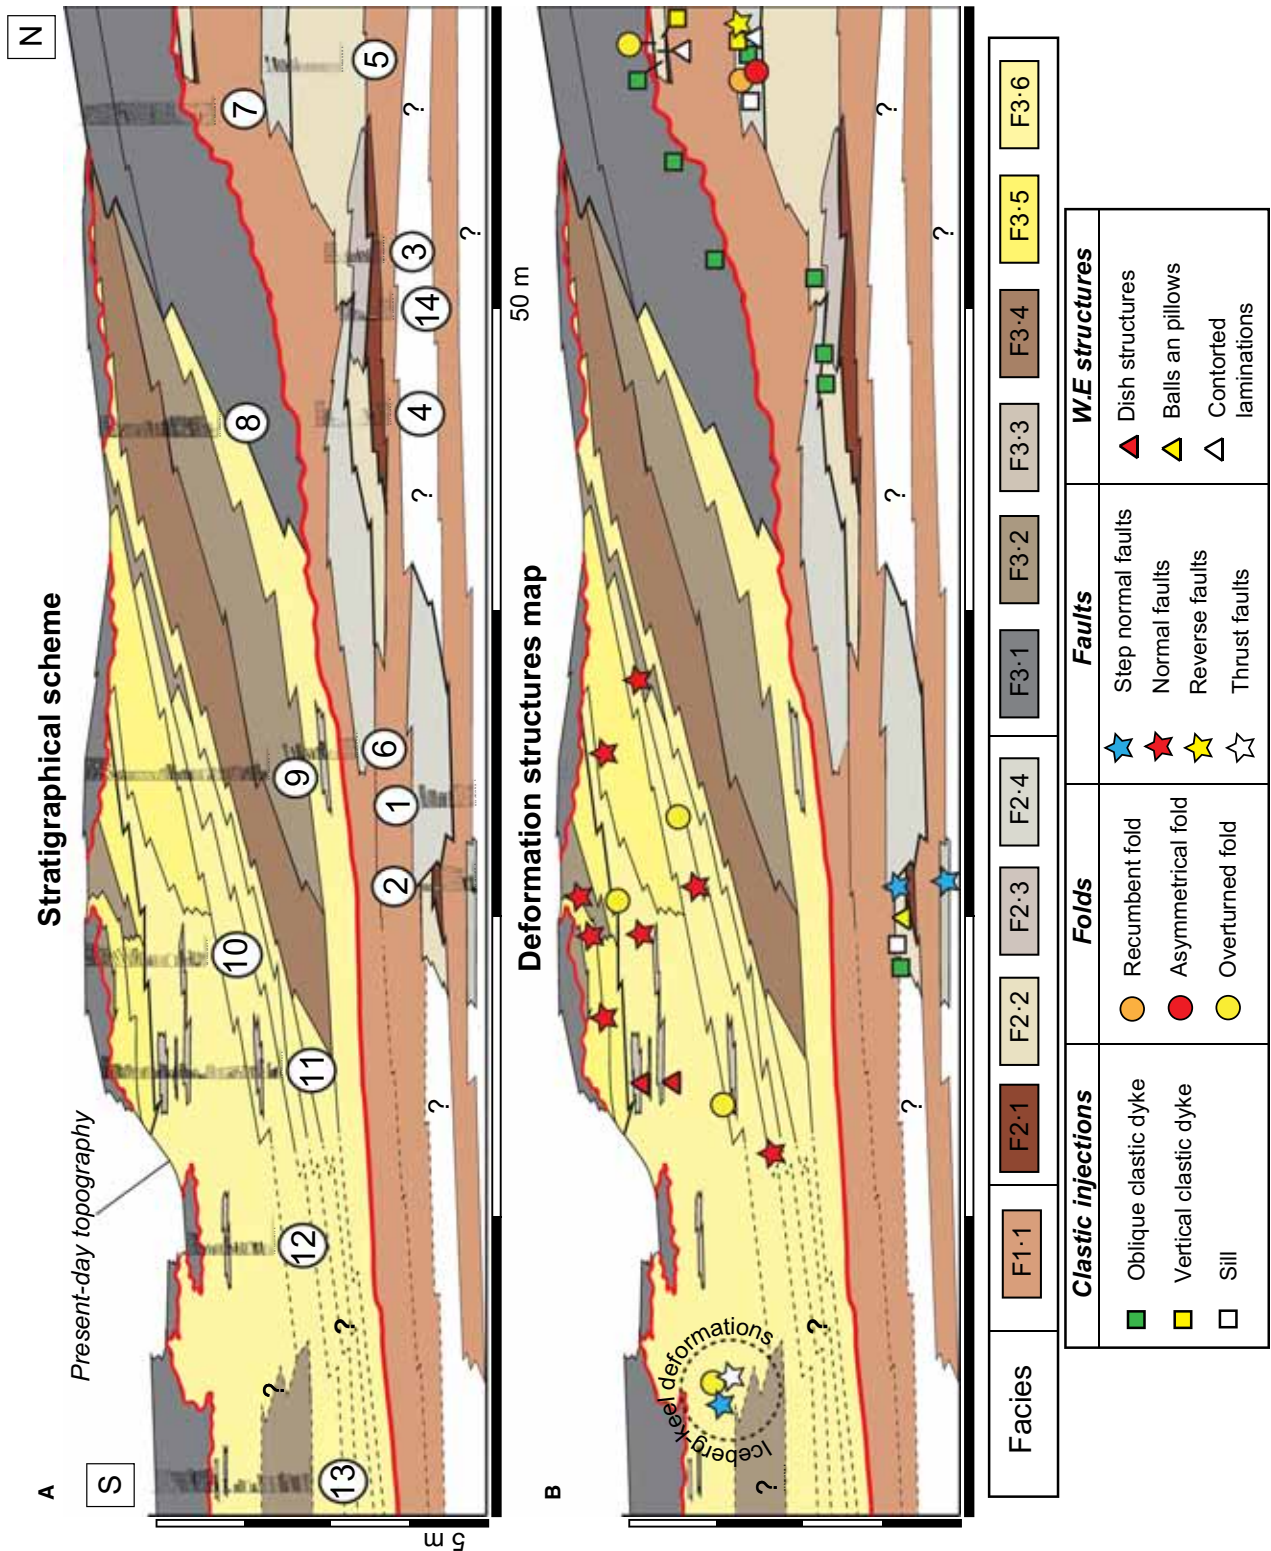 A
Stratigraphical scheme
S
N
Present-day topography
13
12
11
10
2
1
9
6
8
4
14
3
7
5
?
?
?
?
?
?
5 m
50 m
B
Deformation structures map
Iceberg-keel deformations
?
?
?
?
?
?
Facies
F1·1
F2·1
F2·2
F2·3
F2·4
F3·1
F3·2
F3·3
F3·4
F3·5
F3·6
Clastic injections
Oblique clastic dyke
Vertical clastic dyke
Sill
Folds
Recumbent fold
Asymetrical fold
Overturned fold
Faults
Step normal faults
Normal faults
Reverse faults
Thrust faults
W.E structures
Dish structures
Balls an pillows
Contorted
laminations